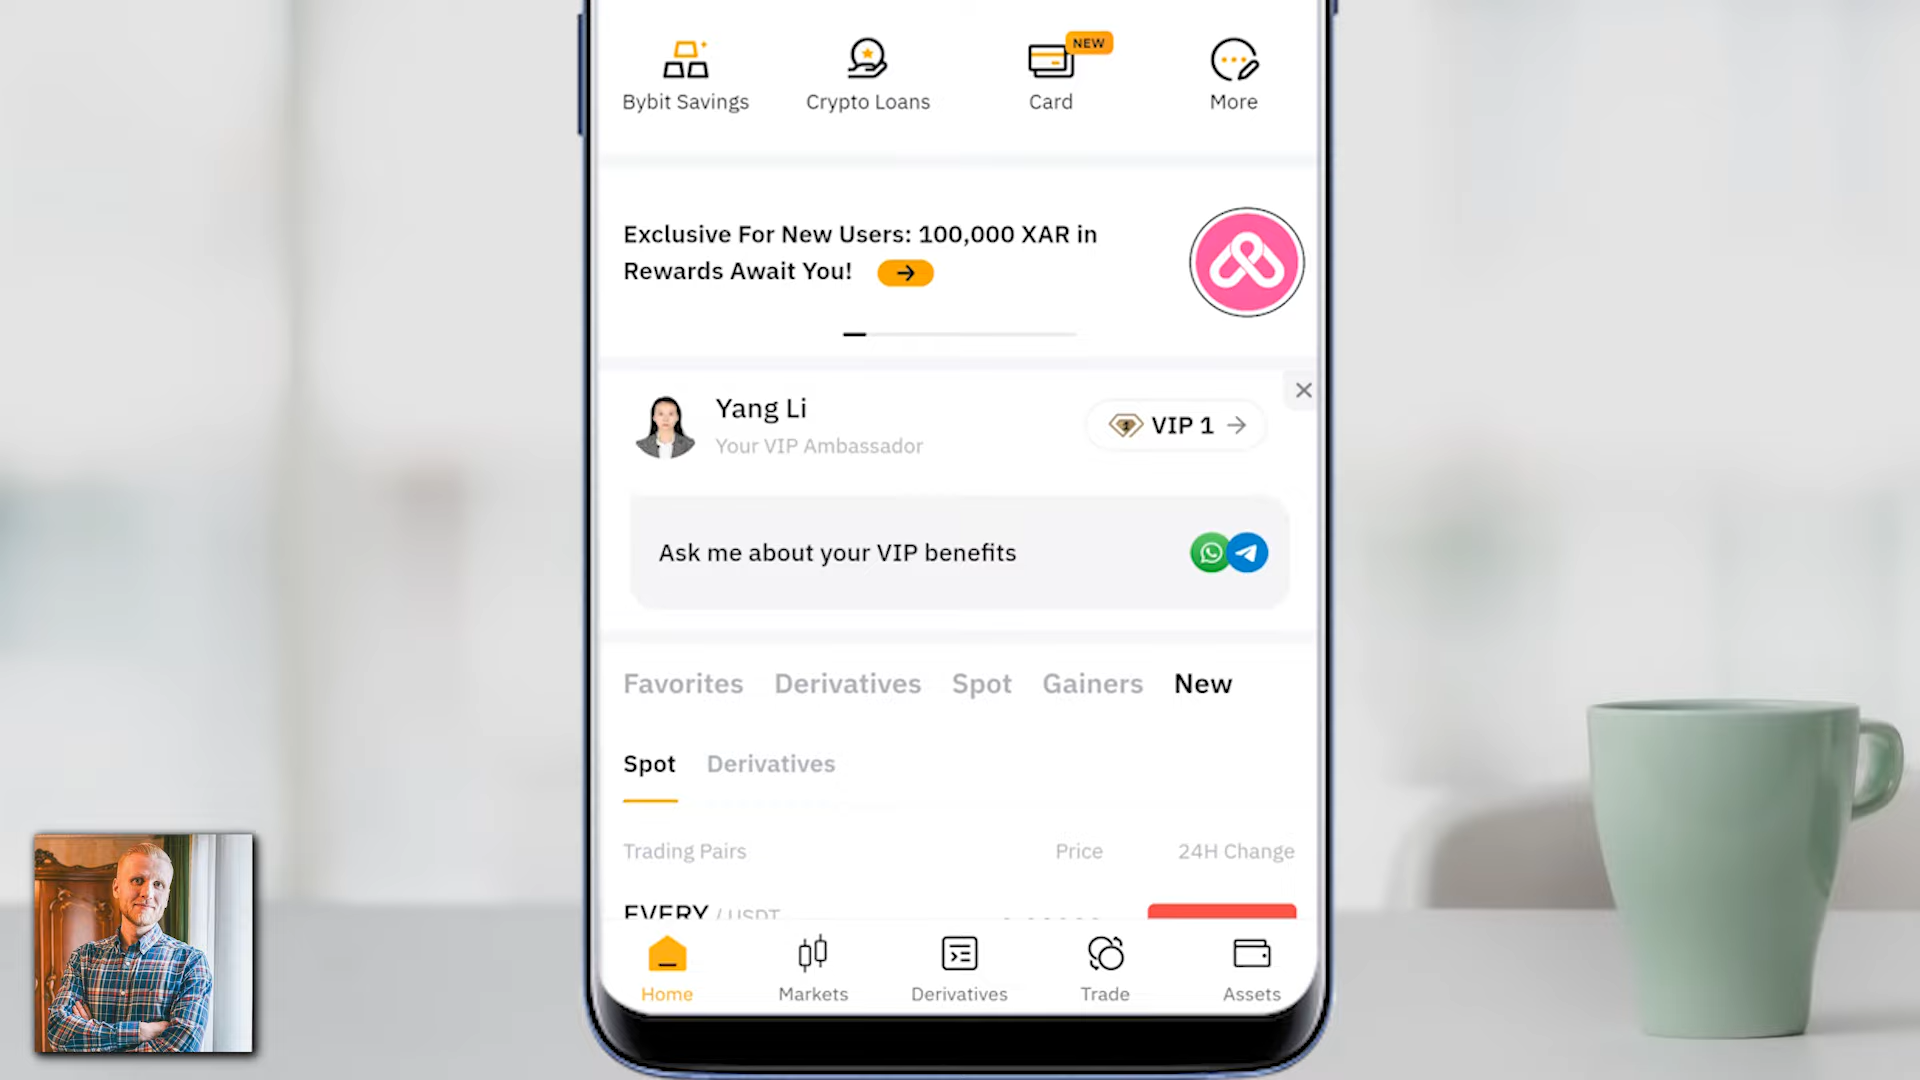 NEW
Bybit Savings
Crypto Loans
Card
More
Exclusive For New Users: 100,000 XAR in
Rewards Await You!
Yang Li
Your VIP Ambassador
VIP 1
Ask me about your VIP benefits
Favorites
Derivatives
Spot
Gainers
New
Spot
Derivatives
Trading Pairs
Price
24H Change
EVERY / USDT
Home
Markets
Derivatives
Trade
Assets